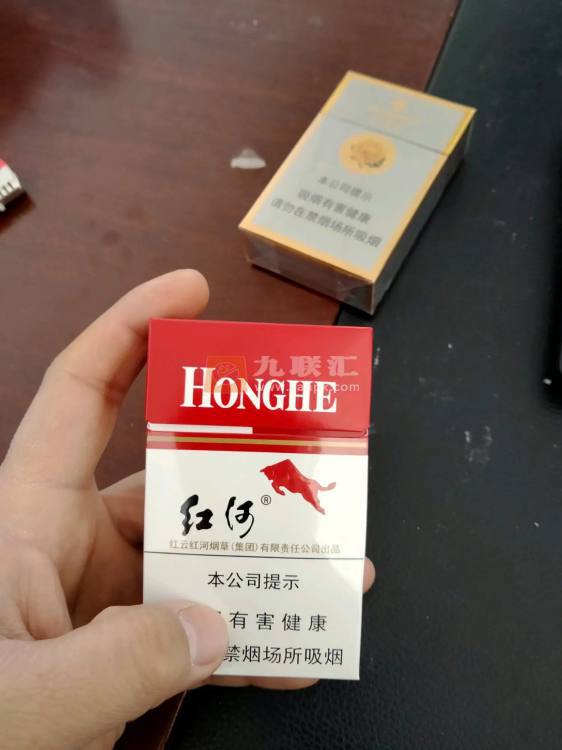 本公司提示
吸烟有害健康
请勿在禁烟场所吸烟
九联汇
HONGHE
红河®
红云红河烟草(集团)有限责任公司出品
本公司提示
有害健康
禁烟场所吸烟